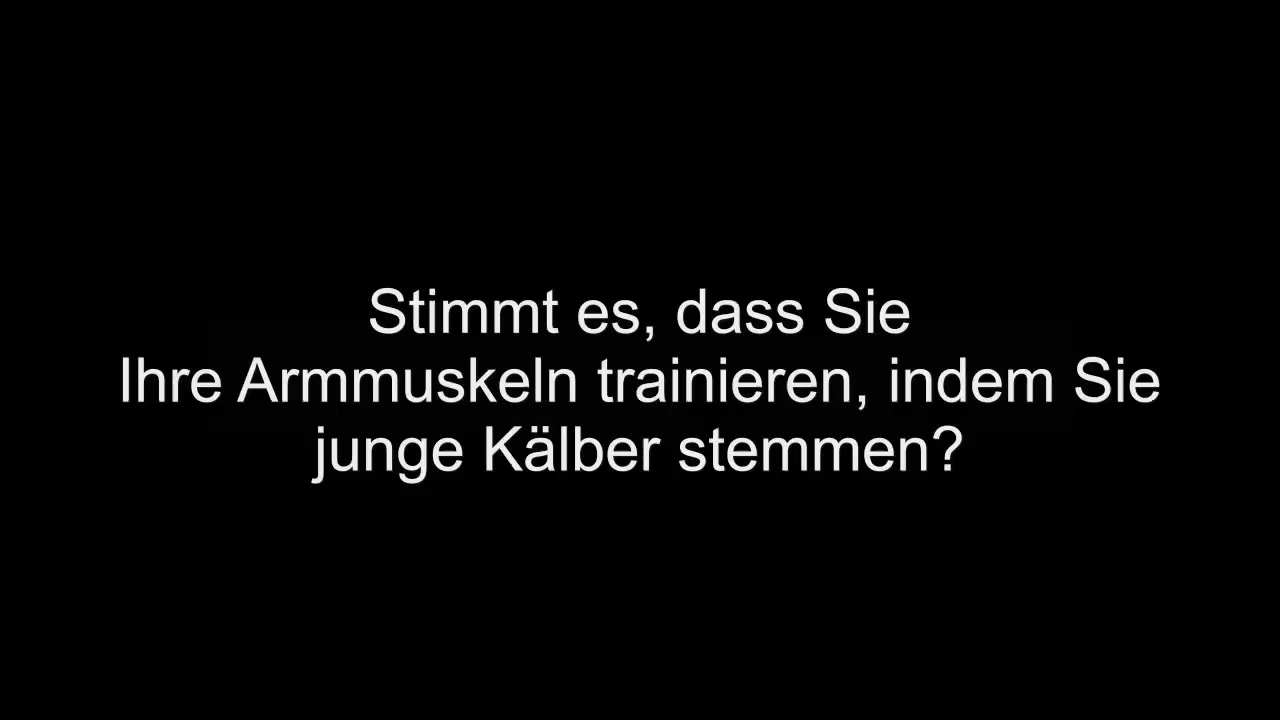 Stimmt es, dass Sie
Ihre Armmuskeln trainieren, indem Sie
junge Kälber stemmen?